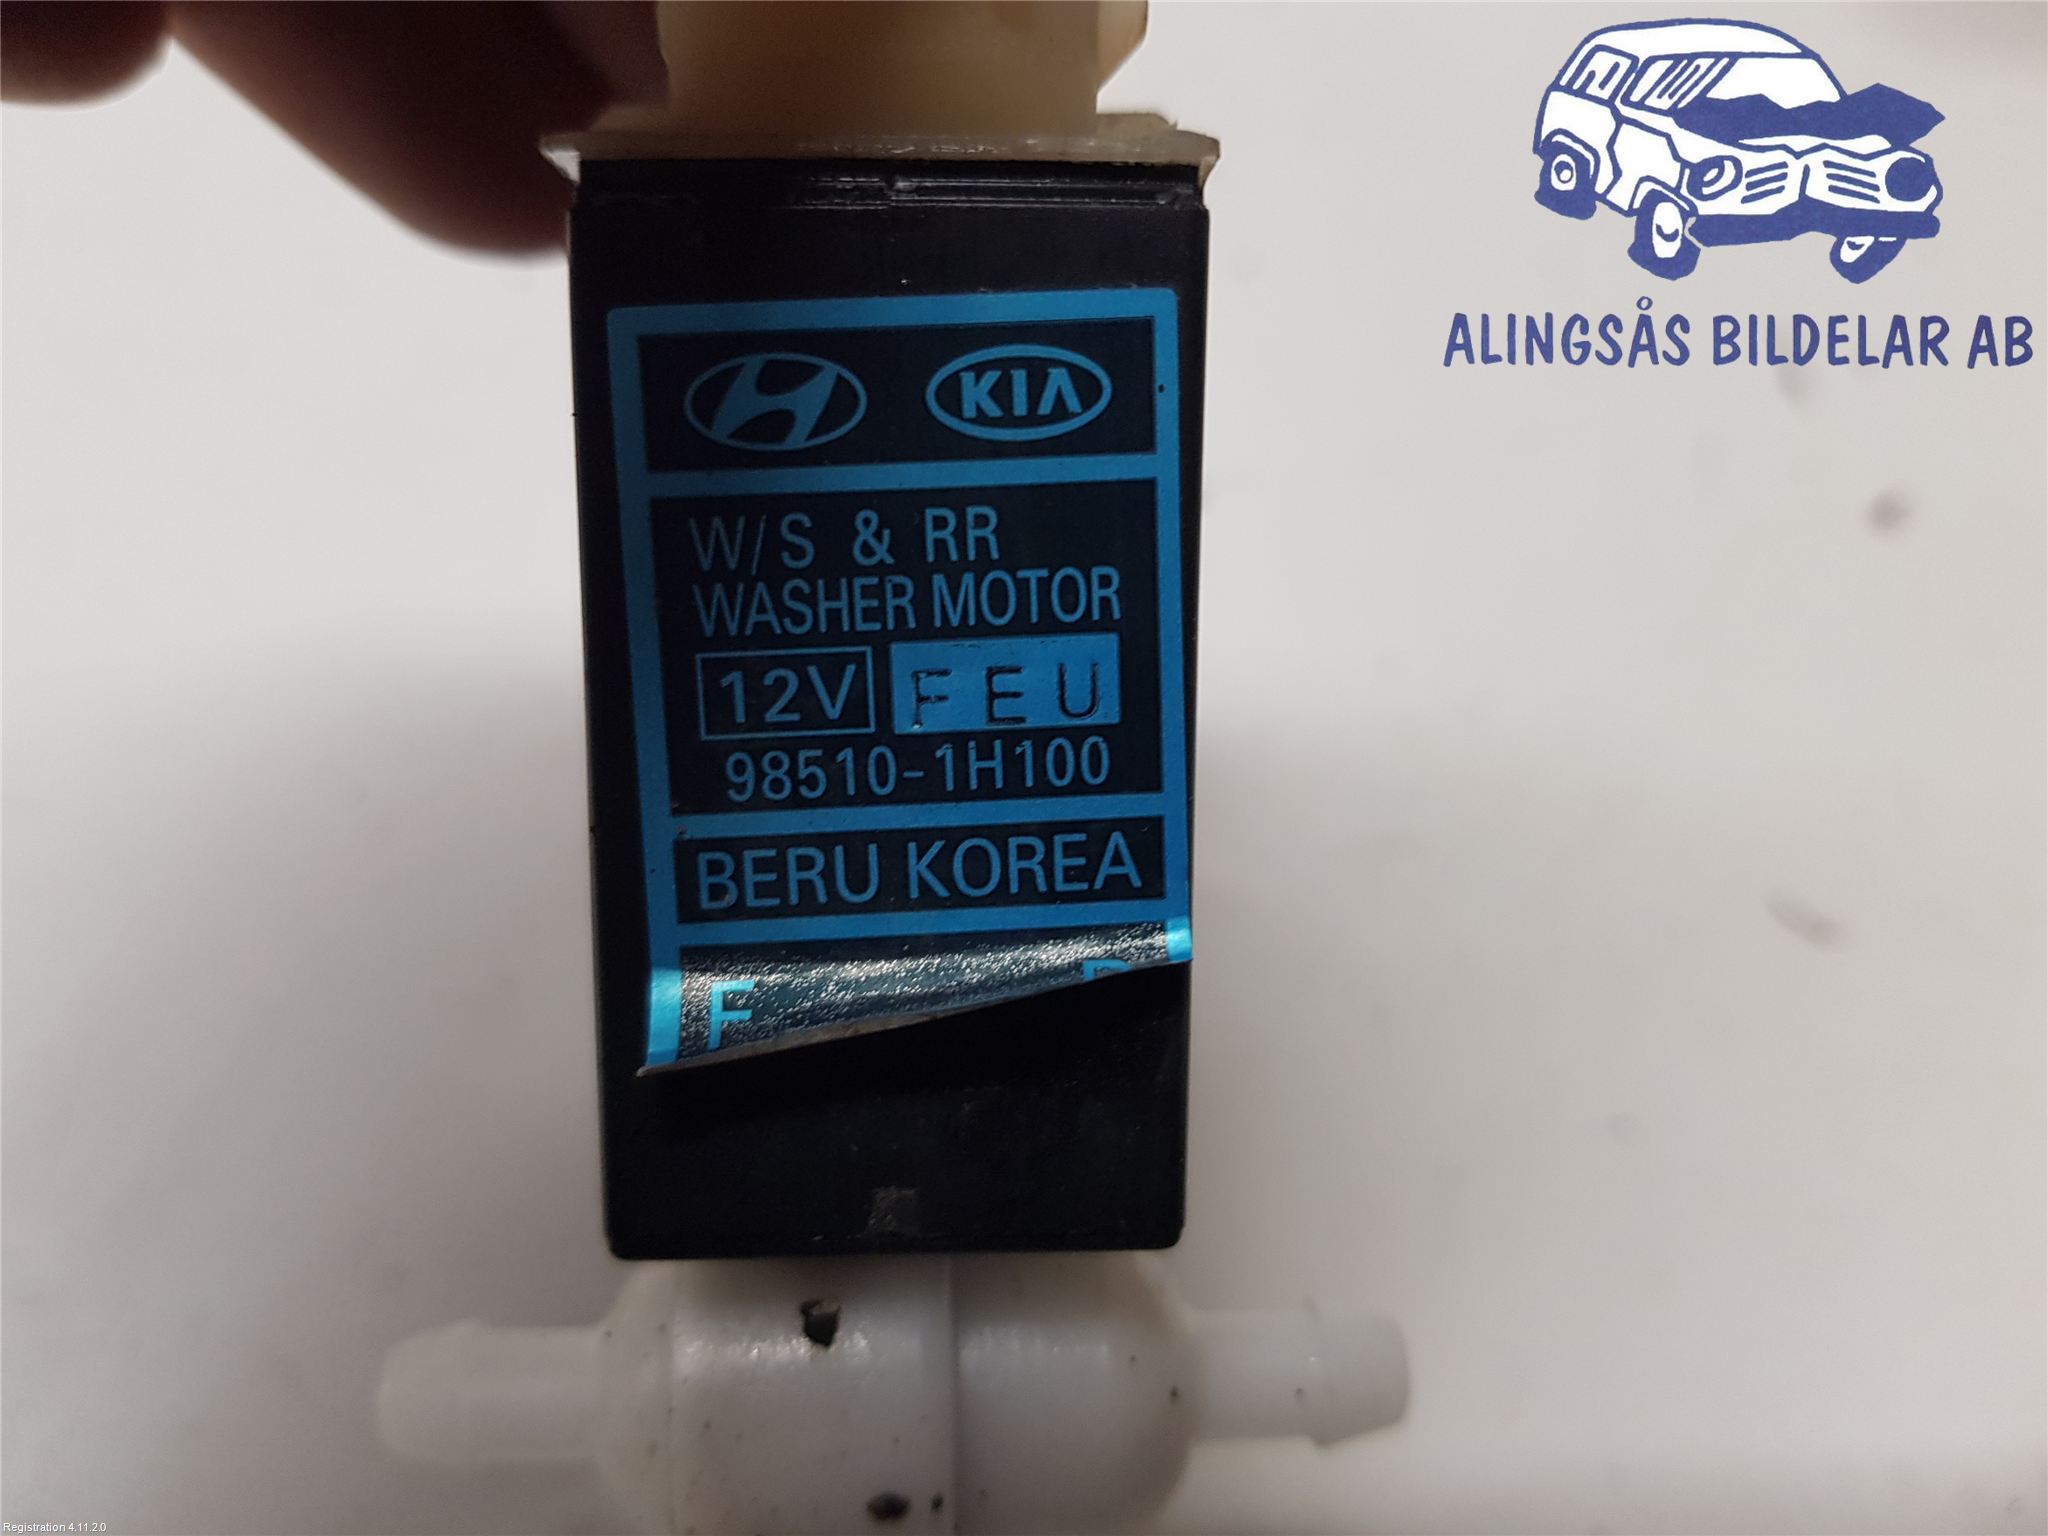 ALINGSÅS BILDELAR AB
KIA
W/S & RR
WASHER MOTOR
12V FEU
98510-1H100
BERU KOREA
F
Registration 4.11.2.0